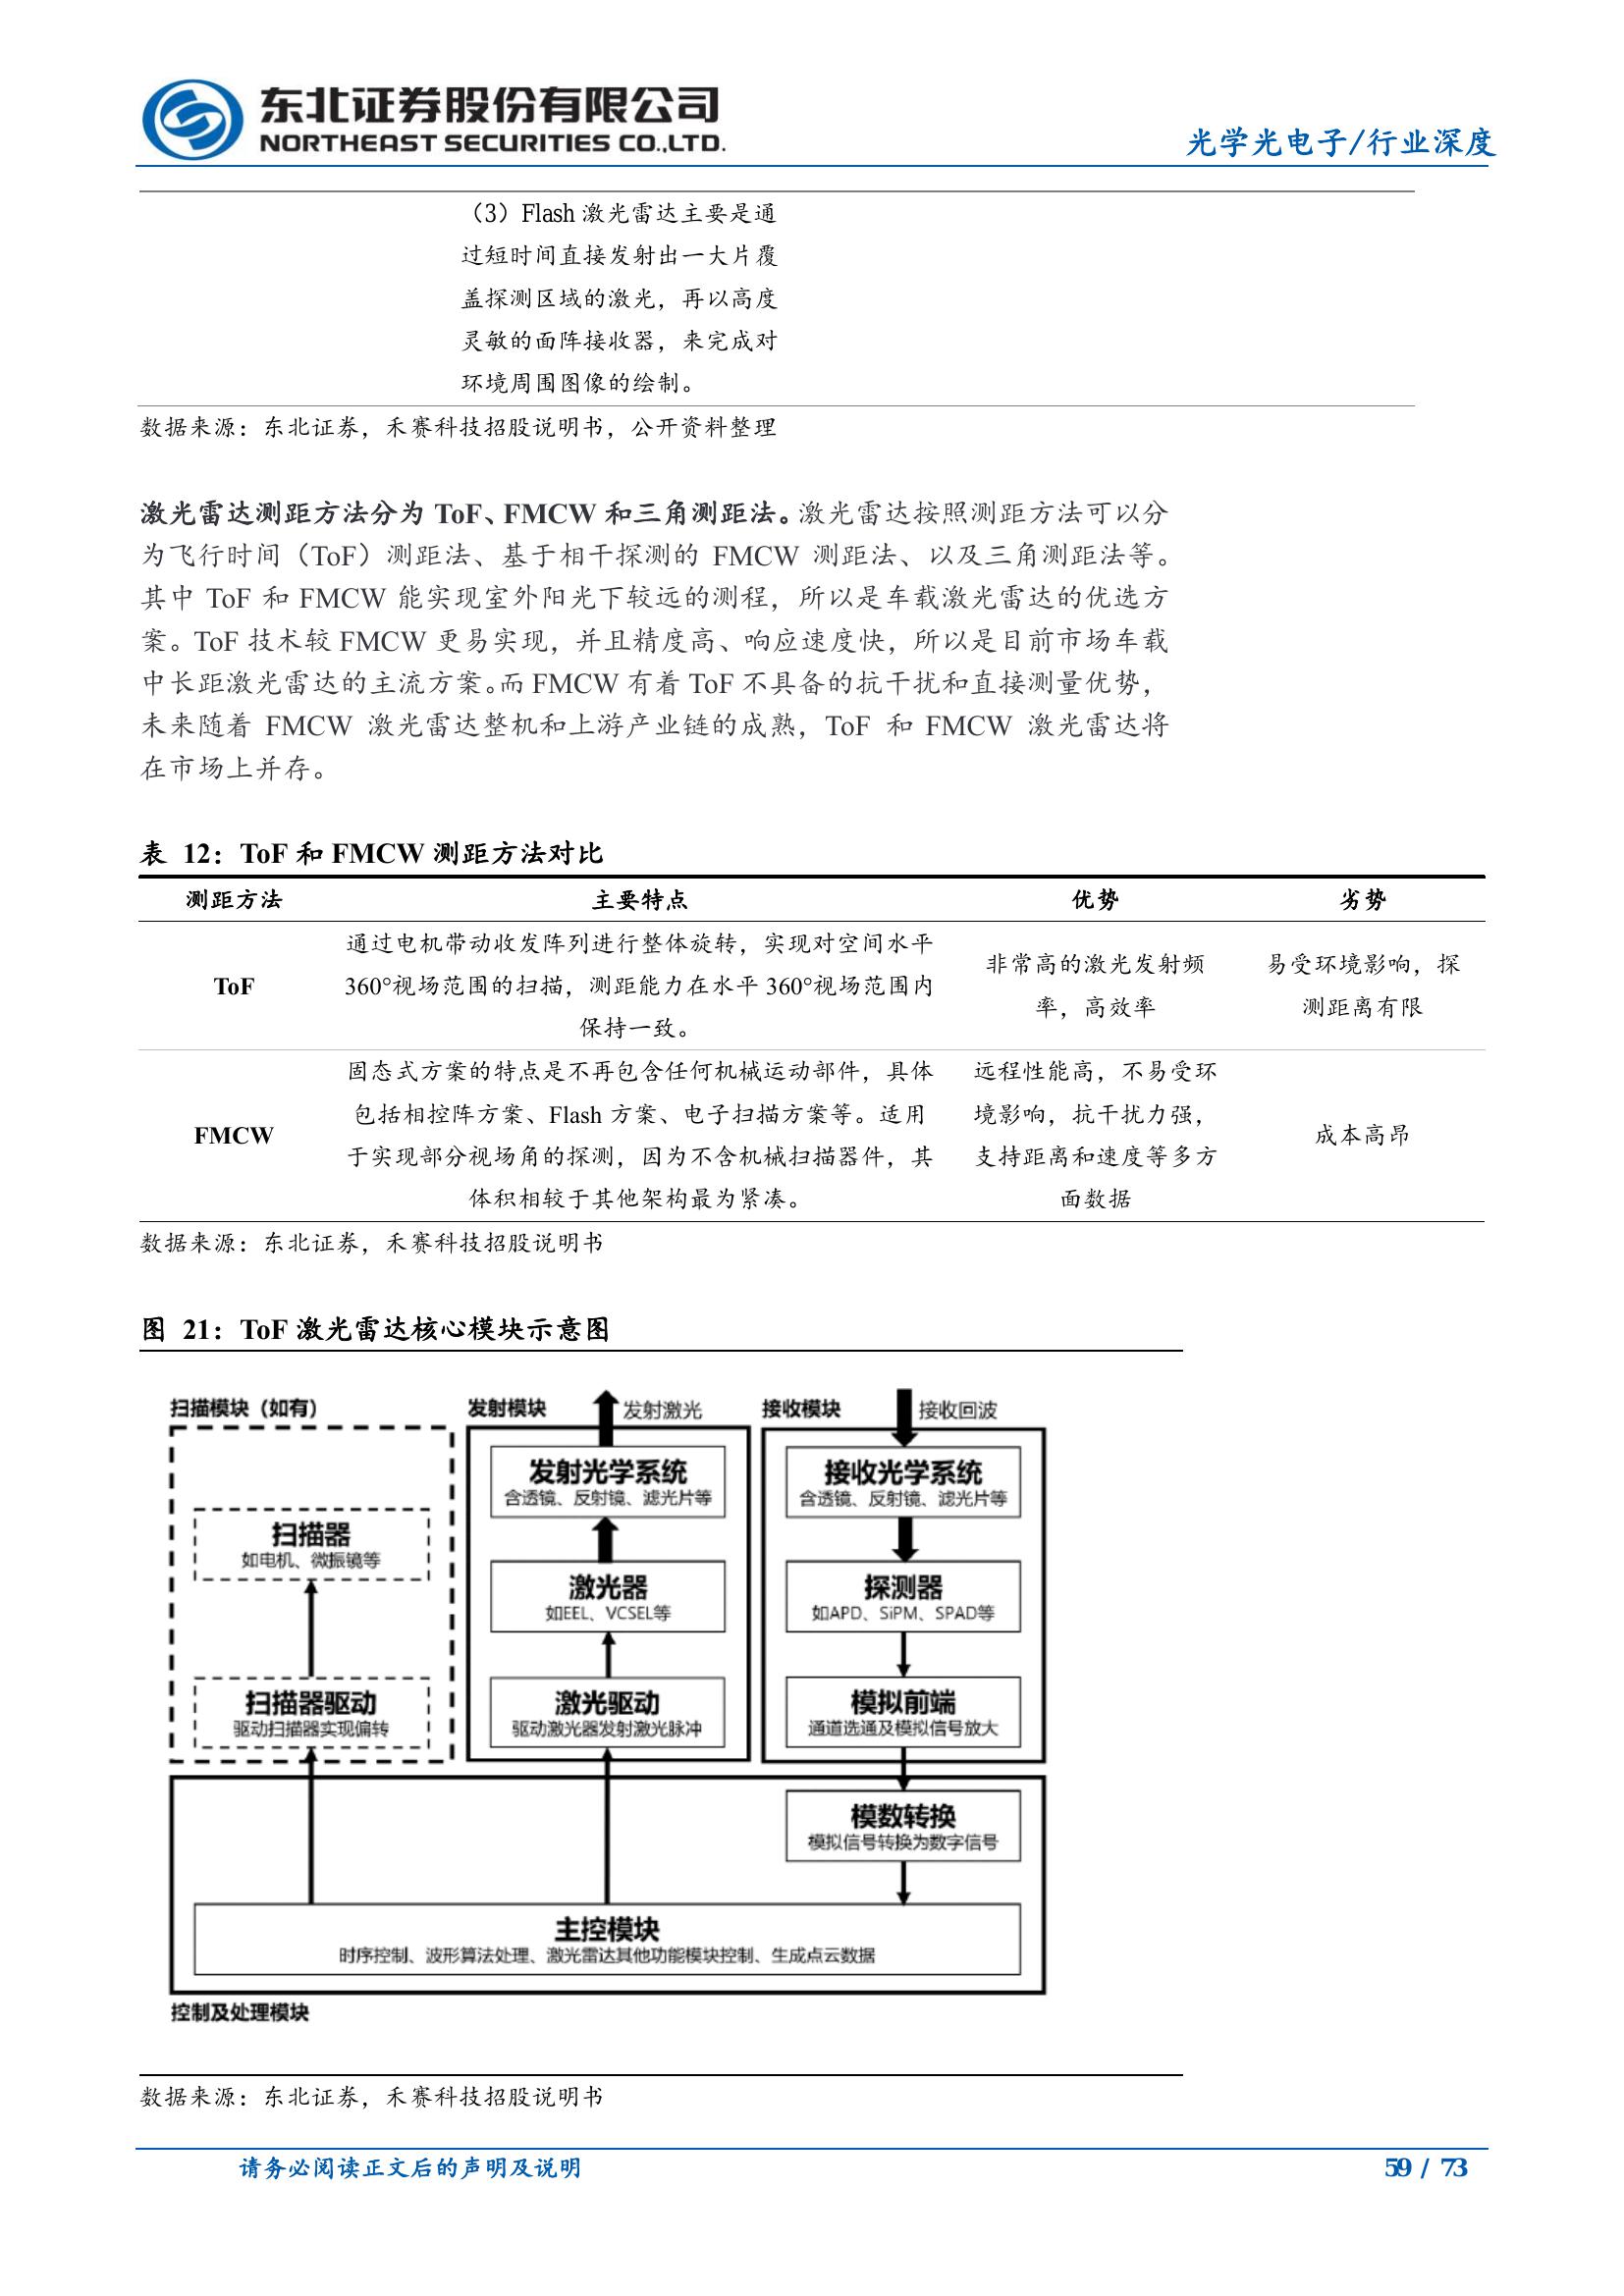 东北证券股份有限公司
NORTHEAST SECURITIES CO.,LTD.
光学光电子/行业深度
（3）Flash 激光雷达主要是通
过短时间直接发射出一大片覆
盖探测区域的激光，再以高度
灵敏的面阵接收器，来完成对
环境周围图像的绘制。
数据来源：东北证券，禾赛科技招股说明书，公开资料整理
激光雷达测距方法分为 ToF、FMCW 和三角测距法。激光雷达按照测距方法可以分
为飞行时间（ToF）测距法、基于相干探测的 FMCW 测距法、以及三角测距法等。
其中 ToF 和 FMCW 能实现室外阳光下较远的测程，所以是车载激光雷达的优选方
案。ToF 技术较 FMCW 更易实现，并且精度高、响应速度快，所以是目前市场车载
中长距激光雷达的主流方案。而 FMCW 有着 ToF 不具备的抗干扰和直接测量优势，
未来随着 FMCW 激光雷达整机和上游产业链的成熟，ToF 和 FMCW 激光雷达将
在市场上并存。
表 12：ToF 和 FMCW 测距方法对比
测距方法 主要特点 优势 劣势
ToF
通过电机带动收发阵列进行整体旋转，实现对空间水平
360°视场范围的扫描，测距能力在水平 360°视场范围内
保持一致。
非常高的激光发射频
率，高效率
易受环境影响，探
测距离有限
FMCW
固态式方案的特点是不再包含任何机械运动部件，具体
包括相控阵方案、Flash 方案、电子扫描方案等。适用
于实现部分视场角的探测，因为不含机械扫描器件，其
体积相较于其他架构最为紧凑。
远程性能高，不易受环
境影响，抗干扰力强，
支持距离和速度等多方
面数据
成本高昂
数据来源：东北证券，禾赛科技招股说明书
图 21：ToF 激光雷达核心模块示意图
扫描模块（如有）
扫描器
如电机、微振镜等
扫描器驱动
驱动扫描器实现偏转
发射模块
发射激光
发射光学系统
含透镜、反射镜、滤光片等
激光器
如EEL、VCSEL等
激光驱动
驱动激光器发射激光脉冲
接收模块
接收回波
接收光学系统
含透镜、反射镜、滤光片等
探测器
如APD、SiPM、SPAD等
模拟前端
通道选通及模拟信号放大
模数转换
模拟信号转换为数字信号
主控模块
时序控制、波形算法处理、激光雷达其他功能模块控制、生成点云数据
控制及处理模块
数据来源：东北证券，禾赛科技招股说明书
请务必阅读正文后的声明及说明
59 / 73